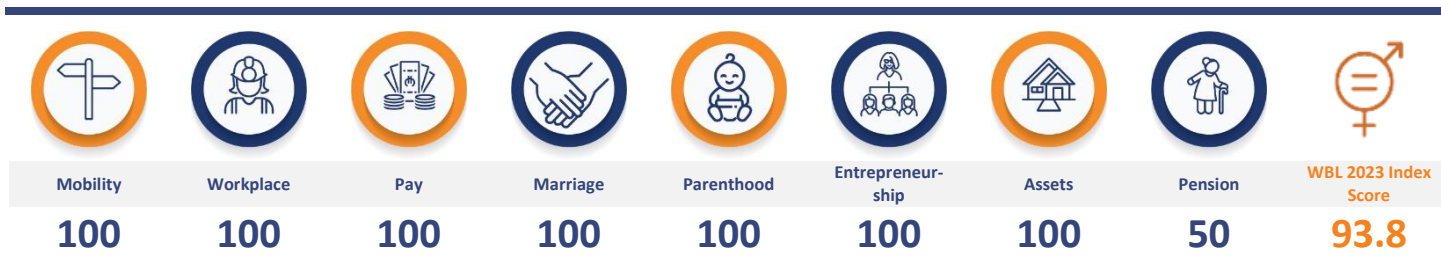 Mobility
Workplace
Pay
Marriage
Parenthood
Entrepreneur-
ship
Assets
Pension
WBL 2023 Index
Score
100
100
100
100
100
100
100
50
93.8